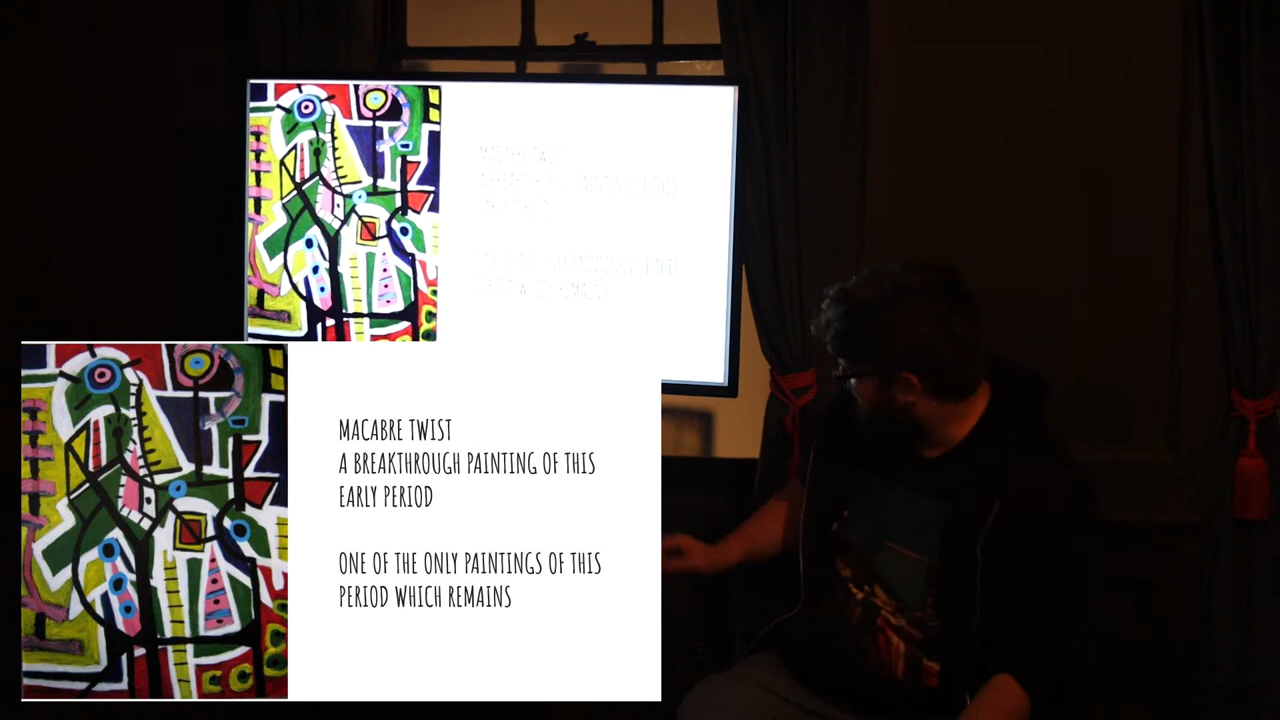 MACABRE TWIST
A BREAKTHROUGH PAINTING OF THIS
EARLY PERIOD
ONE OF THE ONLY PAINTINGS OF THIS
PERIOD WHICH REMAINS